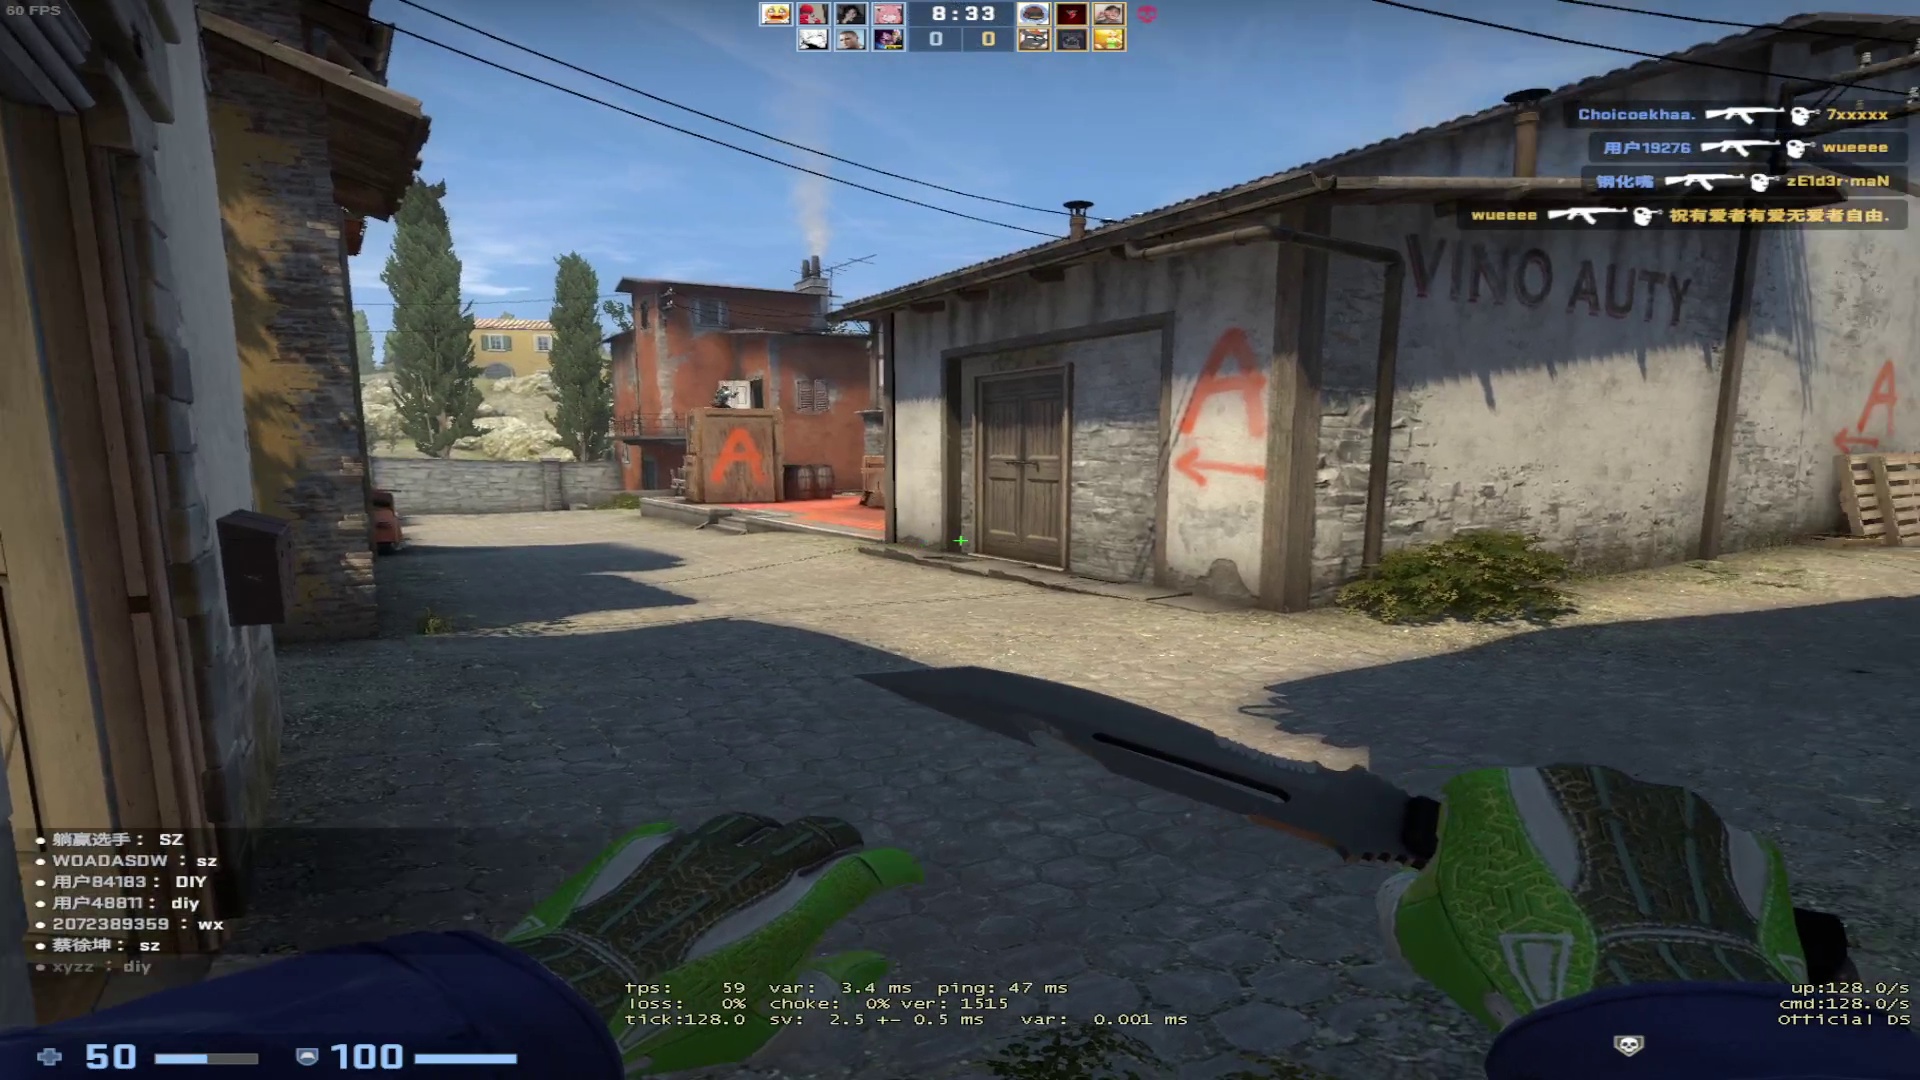 60 FPS
8:33
0 0
Choicoekhaa. 7xxxxx
用户19276 wueeee
钢化嘴 zE1d3r·maN
wueeee 祝有爱者有爱无爱者自由.
VINO AUTY
A
A
A
躺赢选手： SZ
WOADASDW ： sz
用户84183： DIY
用户48811： diy
2072389359 ： wx
蔡徐坤： sz
xyzz ： diy
fps: 59 var: 3.4 ms ping: 47 ms
loss: 0% choke: 0% ver: 1515
tick:128.0 sv: 2.5 +- 0.5 ms var: 0.001 ms
up:128.0/s
cmd:128.0/s
Official DS
50 100